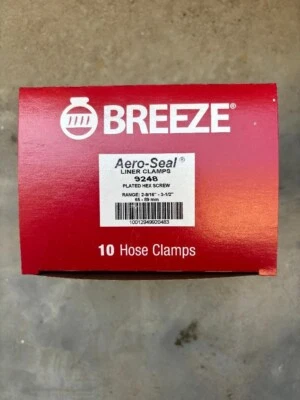 BREEZE®
Aero-Seal®
LINER CLAMPS
9248
PLATED HEX SCREW
RANGE: 2-9/16" - 3-1/2"
65 - 89 mm
10 Hose Clamps